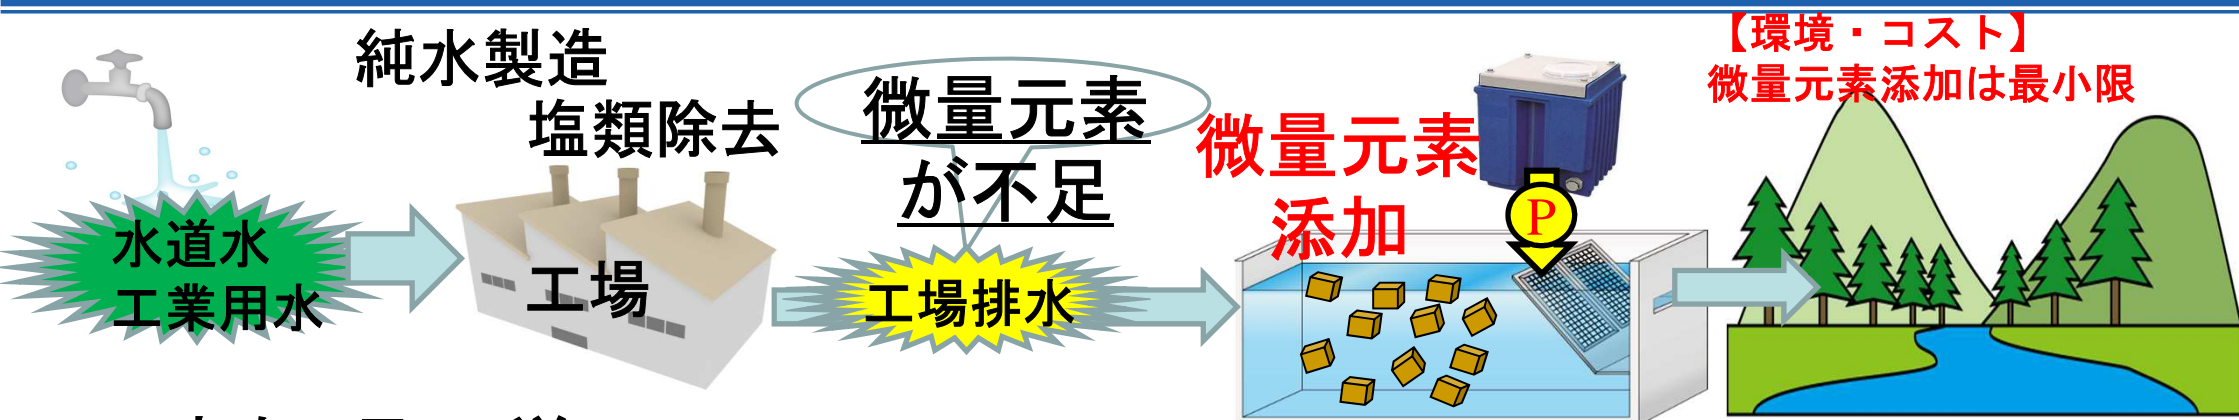 純水製造
塩類除去
水道水
工業用水
工場
微量元素
が不足
工場排水
微量元素
添加
P
【環境・コスト】
微量元素添加は最小限